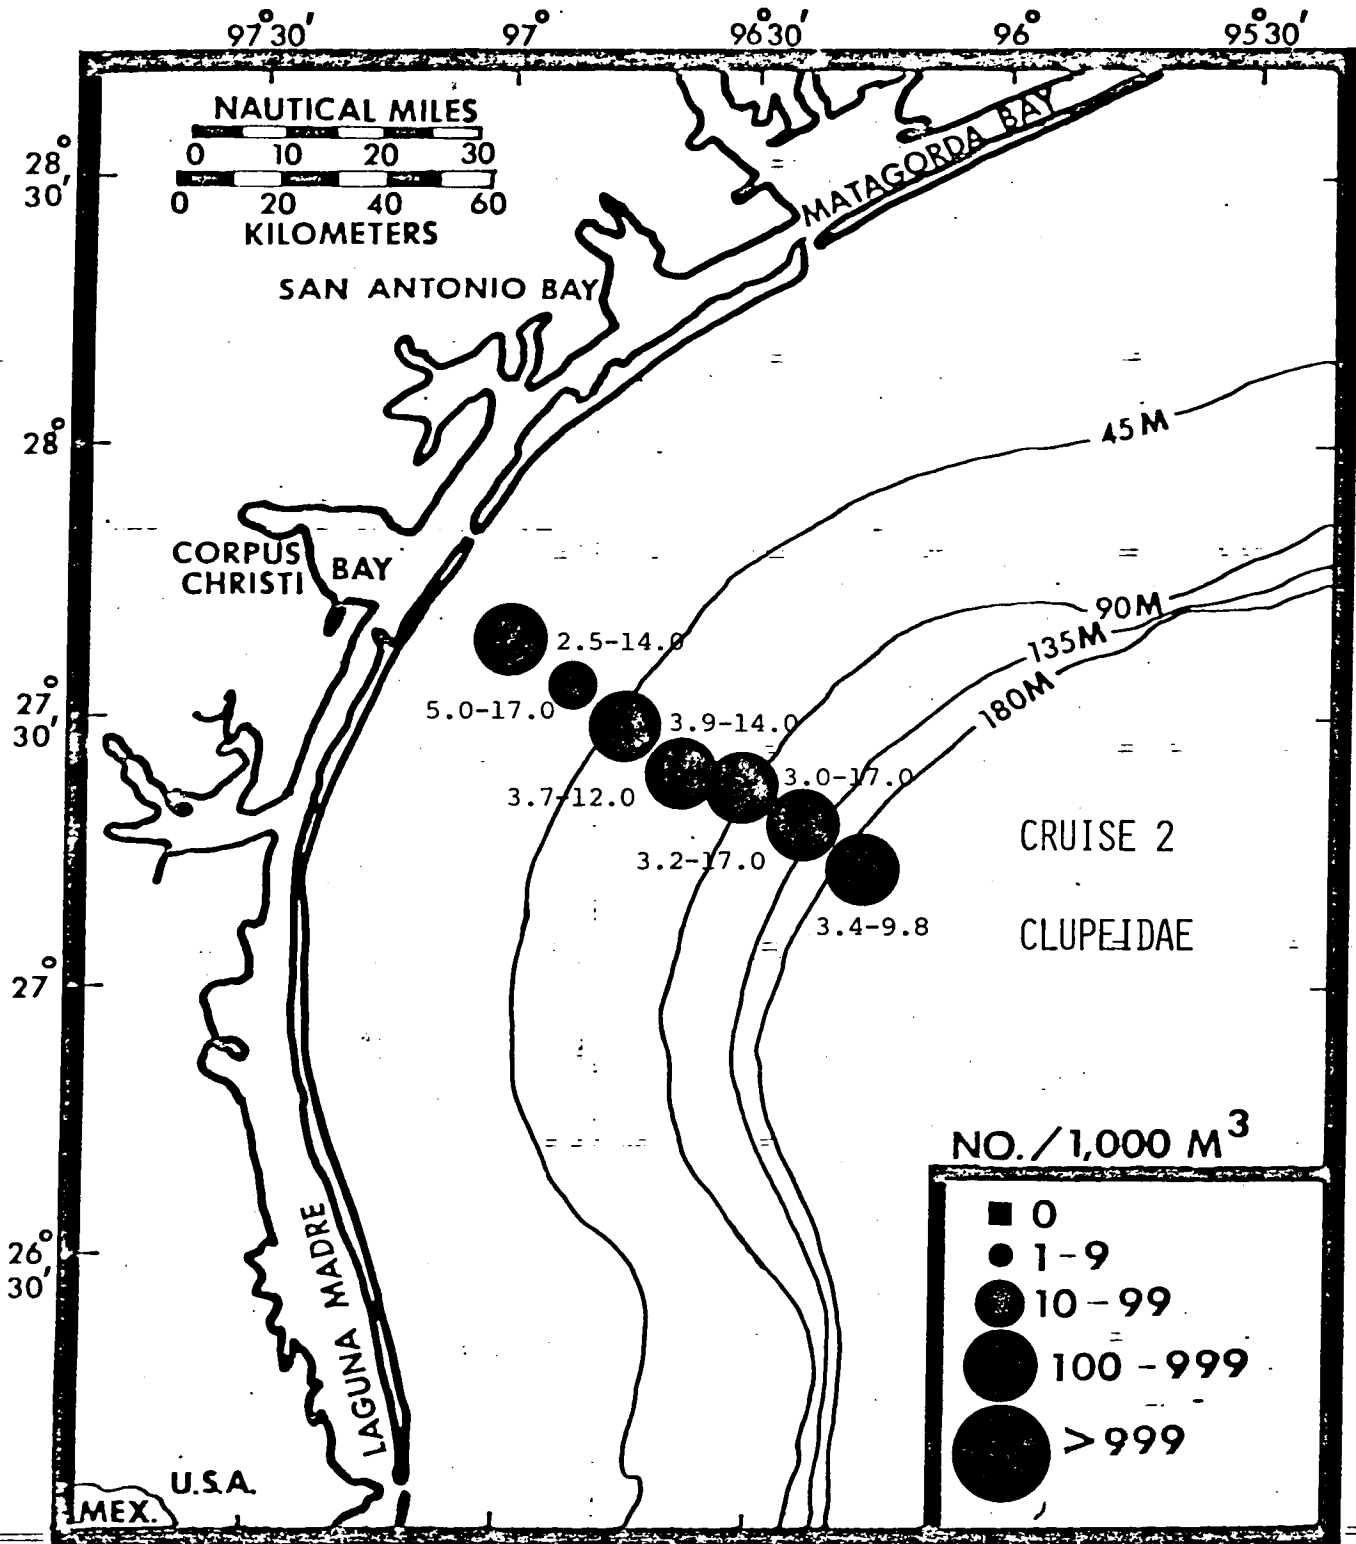 97°30′ 97° 96°30′ 96° 95°30′
NAUTICAL MILES
0 10 20 30
0 20 40 60
KILOMETERS
28°
30′
MATAGORDA BAY
SAN ANTONIO BAY
28°
45M
CORPUS
CHRISTI BAY
90M
135M
180M
2.5-14.0
27°
30′
5.0-17.0
3.9-14.0
3.0-17.0
3.7-12.0
3.2-17.0
CRUISE 2
3.4-9.8
CLUPEIDAE
27°
NO./1,000 M³
0
1-9
10-99
100-999
>999
26°
30′
LAGUNA MADRE
U.S.A.
MEX.